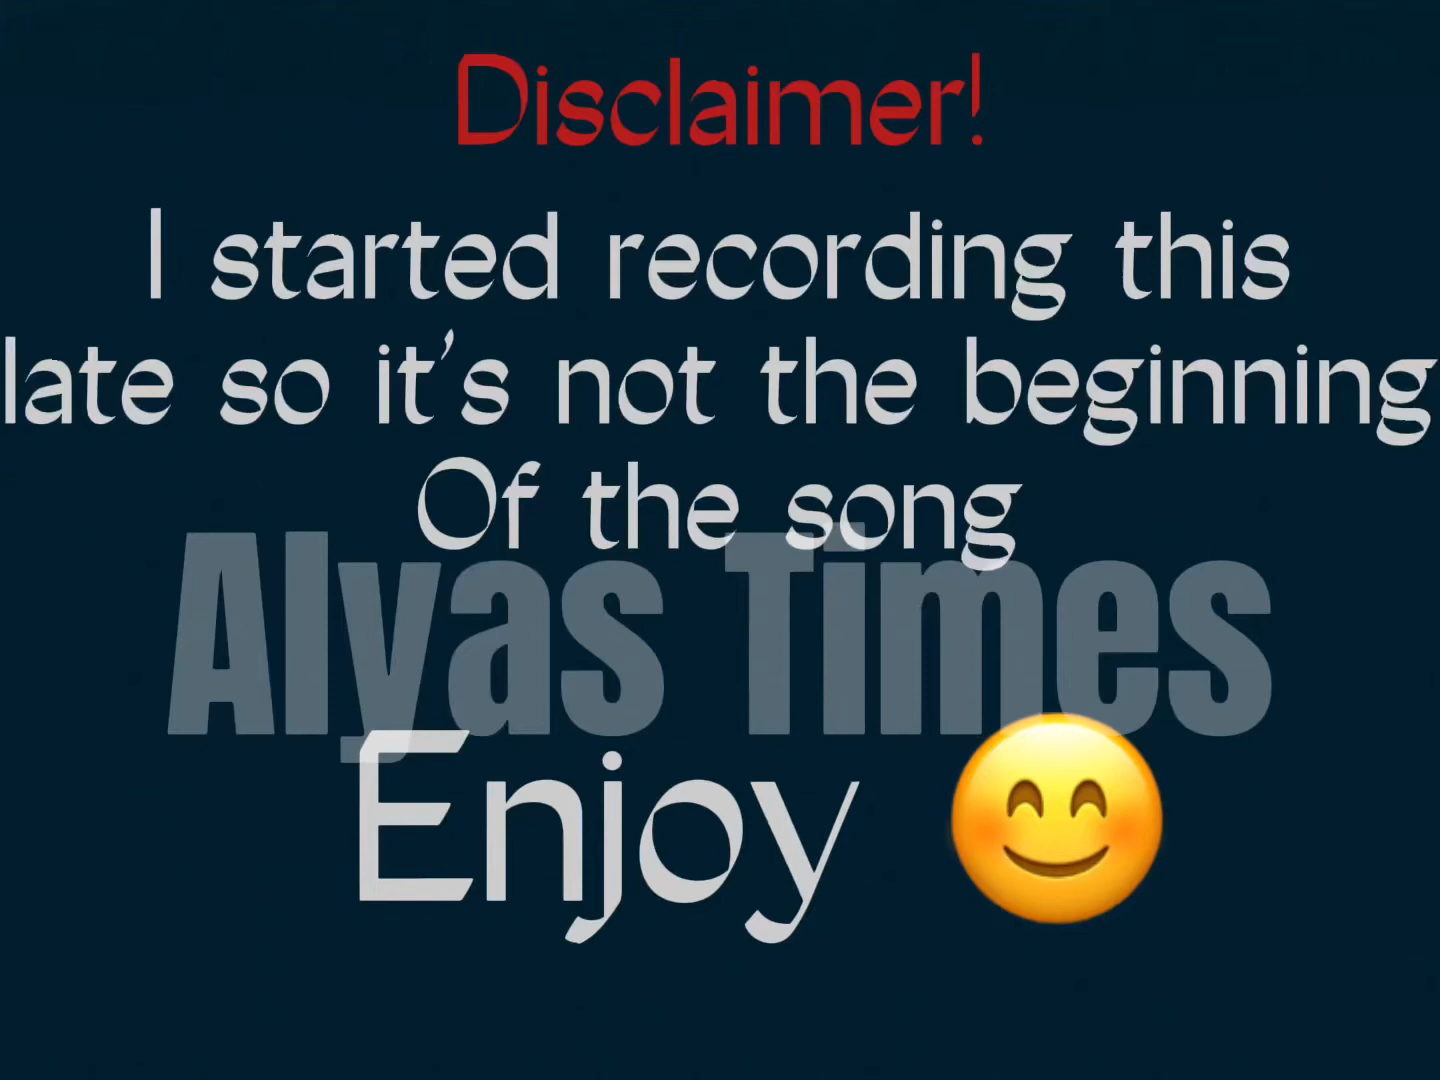 Disclaimer!
I started recording this
late so it's not the beginning
Of the song
Alyas Times
Enjoy 😊